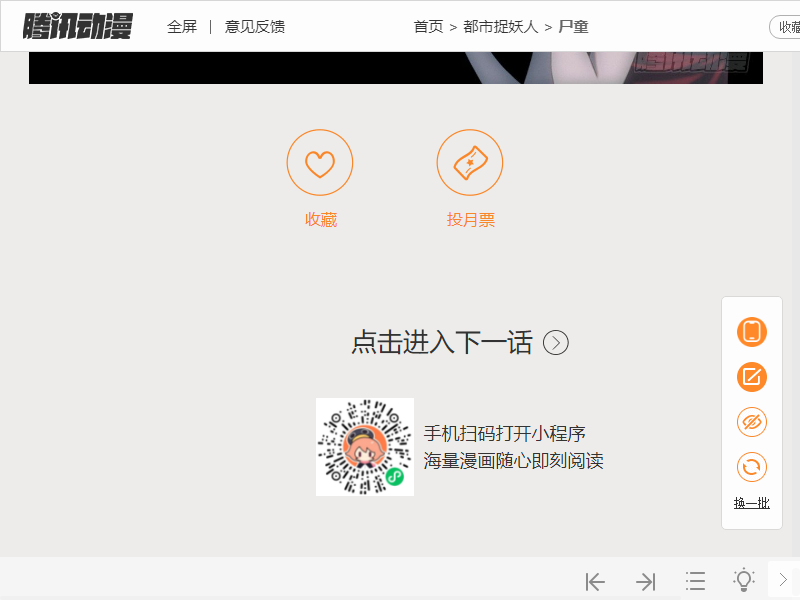 腾讯动漫
全屏 | 意见反馈
首页 > 都市捉妖人 > 尸童
收藏
腾讯动漫
收藏
投月票
点击进入下一话
手机扫码打开小程序
海量漫画随心即刻阅读
换一批